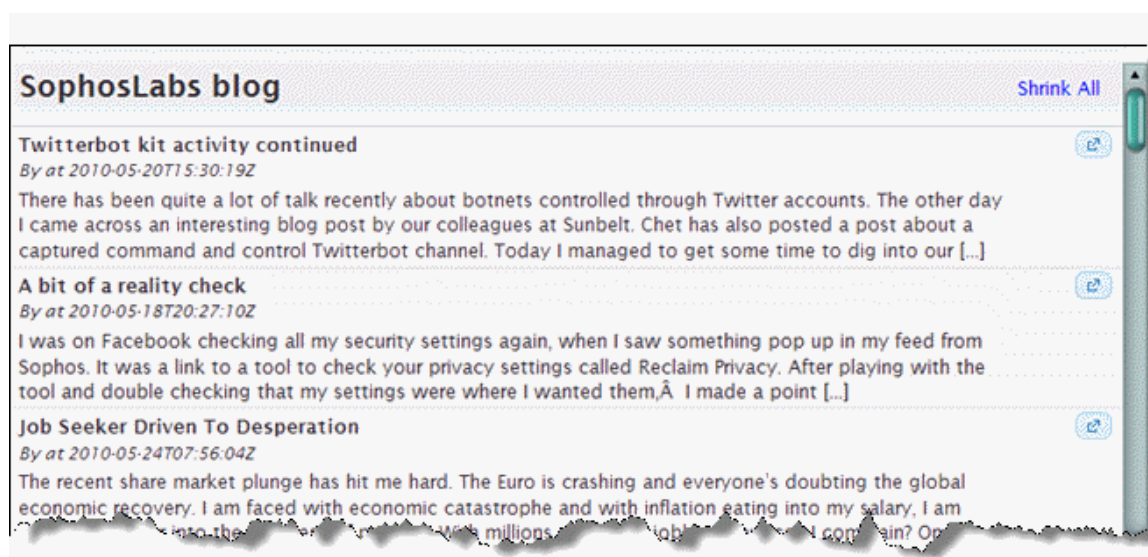 SophosLabs blog
Shrink All
Twitterbot kit activity continued
By at 2010-05-20T15:30:19Z
There has been quite a lot of talk recently about botnets controlled through Twitter accounts. The other day
I came across an interesting blog post by our colleagues at Sunbelt. Chet has also posted a post about a
captured command and control Twitterbot channel. Today I managed to get some time to dig into our [...]
A bit of a reality check
By at 2010-05-18T20:27:10Z
I was on Facebook checking all my security settings again, when I saw something pop up in my feed from
Sophos. It was a link to a tool to check your privacy settings called Reclaim Privacy. After playing with the
tool and double checking that my settings were where I wanted them,Â  I made a point [...]
Job Seeker Driven To Desperation
By at 2010-05-24T07:56:04Z
The recent share market plunge has hit me hard. The Euro is crashing and everyone's doubting the global
economic recovery. I am faced with economic catastrophe and with inflation eating into my salary, I am
into the With millions I